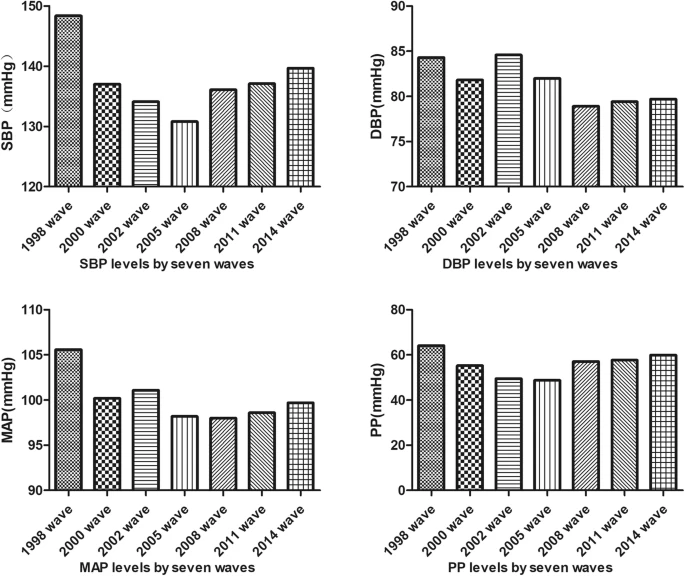 SBP（mmHg）
150
140
130
120
1998 wave
2000 wave
2002 wave
2005 wave
2008 wave
2011 wave
2014 wave
SBP levels by seven waves
DBP(mmHg)
90
85
80
75
70
1998 wave
2000 wave
2002 wave
2005 wave
2008 wave
2011 wave
2014 wave
DBP levels by seven waves
MAP(mmHg)
110
105
100
95
90
1998 wave
2000 wave
2002 wave
2005 wave
2008 wave
2011 wave
2014 wave
MAP levels by seven waves
PP(mmHg)
80
60
40
20
0
1998 wave
2000 wave
2002 wave
2005 wave
2008 wave
2011 wave
2014 wave
PP levels by seven waves